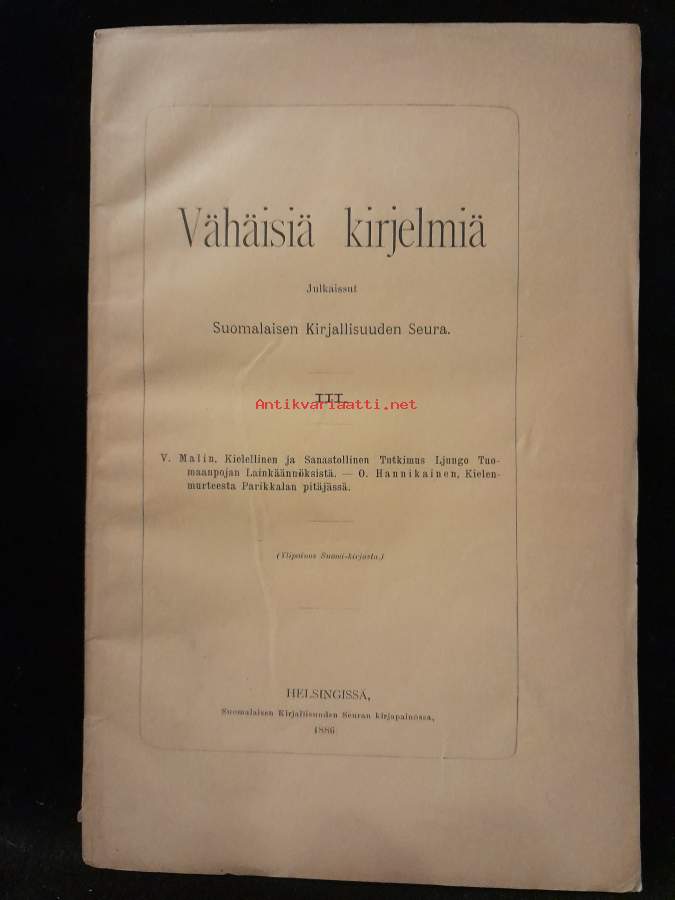 Vähäisiä kirjelmiä
Julkaissut
Suomalaisen Kirjallisuuden Seura.
III.
Antikvariaatti.net
V. Malin, Kielellinen ja Sanastollinen Tutkimus Ljungo Tuo-
maanpojan Lainkäännöksistä. — O. Hannikainen, Kielen-
murteesta Parikkalan pitäjässä.
(Ylipainos Suomi-kirjasta.)
HELSINGISSÄ,
Suomalaisen Kirjallisuuden Seuran kirjapainossa,
1886.